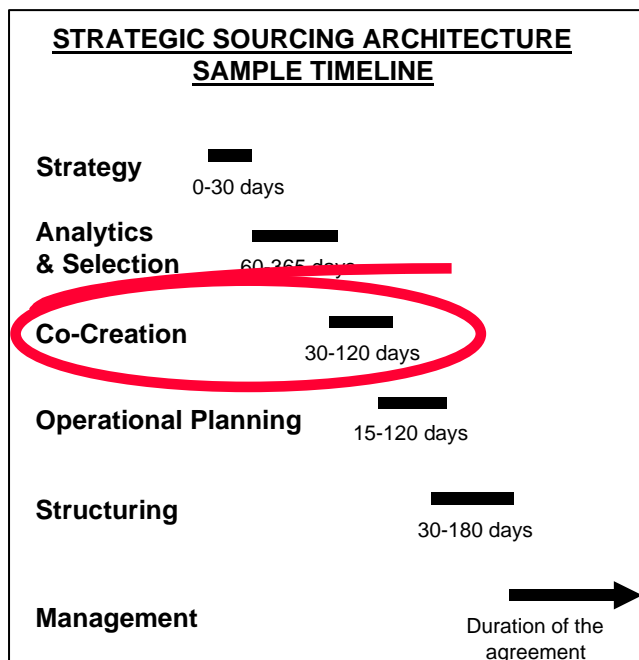 STRATEGIC SOURCING ARCHITECTURE
SAMPLE TIMELINE
Strategy
0-30 days
Analytics
& Selection
60-365 days
Co-Creation
30-120 days
Operational Planning
15-120 days
Structuring
30-180 days
Management
Duration of the
agreement